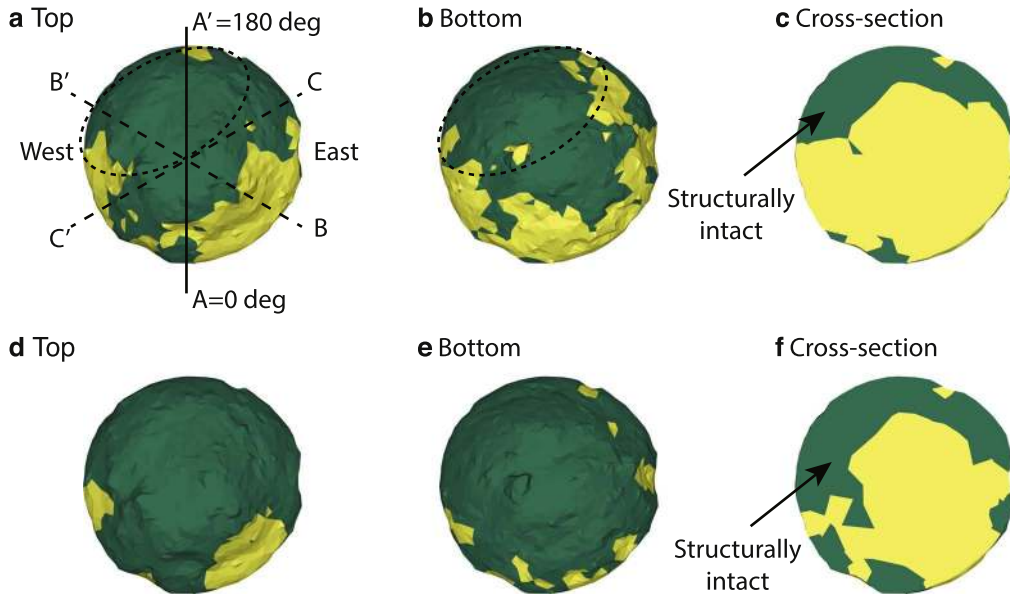 a Top
A′=180 deg
b Bottom
c Cross-section
B′
C
West
East
C′
B
A=0 deg
Structurally
intact
d Top
e Bottom
f Cross-section
Structurally
intact